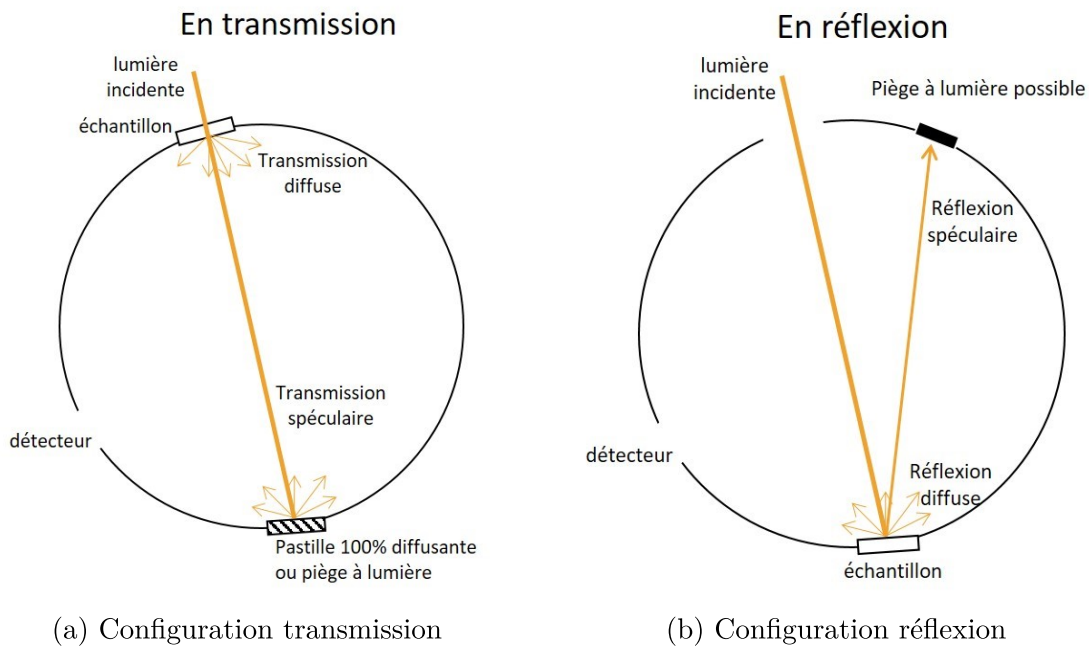 En transmission
lumière
incidente
échantillon
Transmission
diffuse
Transmission
spéculaire
détecteur
Pastille 100% diffusante
ou piège à lumière
(a) Configuration transmission
En réflexion
lumière
incidente
Piège à lumière possible
Réflexion
spéculaire
détecteur
Réflexion
diffuse
échantillon
(b) Configuration réflexion